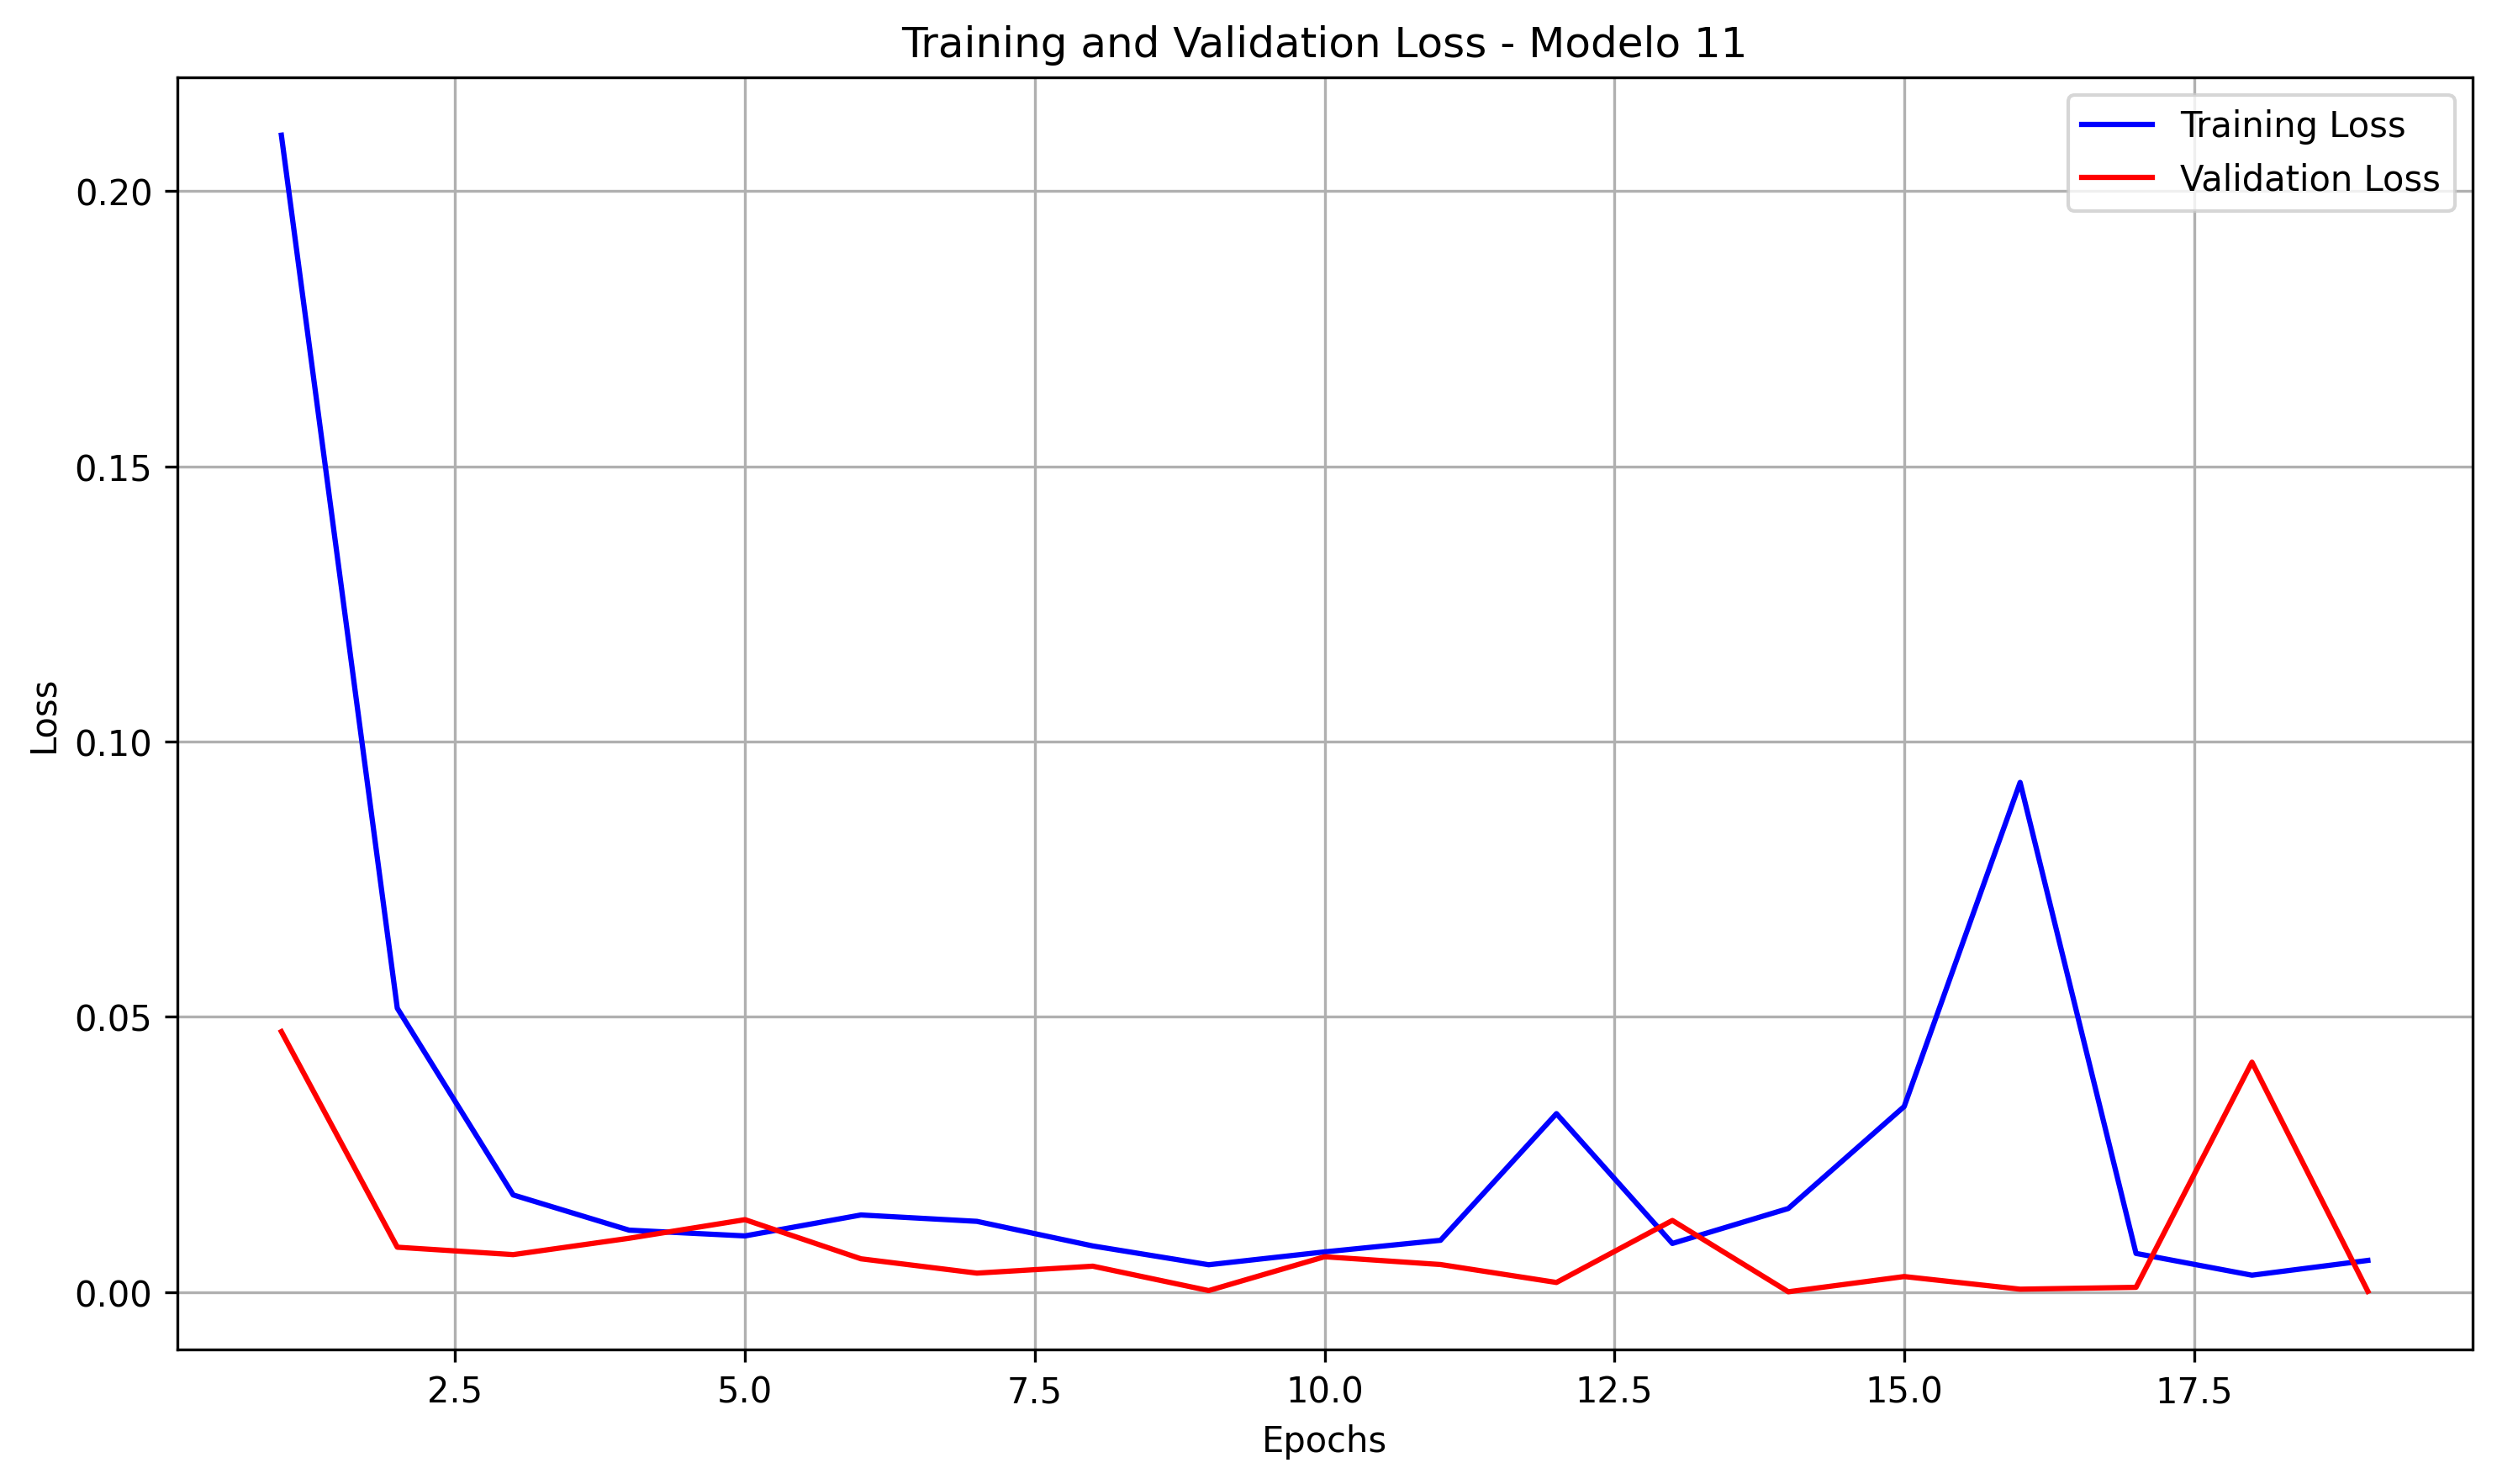 Training and Validation Loss - Modelo 11
Training Loss
Validation Loss
Loss
0.20
0.15
0.10
0.05
0.00
2.5 5.0 7.5 10.0 12.5 15.0 17.5
Epochs